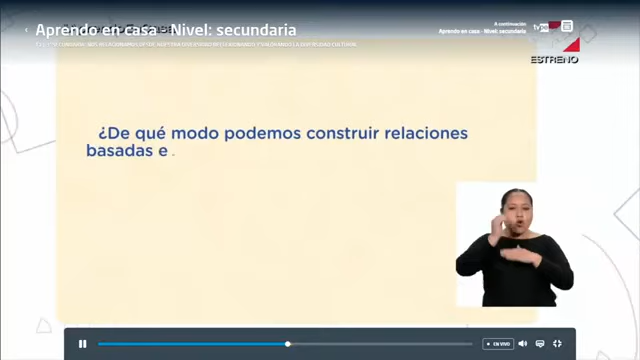 Aprendo en casa - Nivel: secundaria
A continuación
Aprendo en casa - Nivel: secundaria
ESTRENO
¿De qué modo podemos construir relaciones
basadas e
EN VIVO